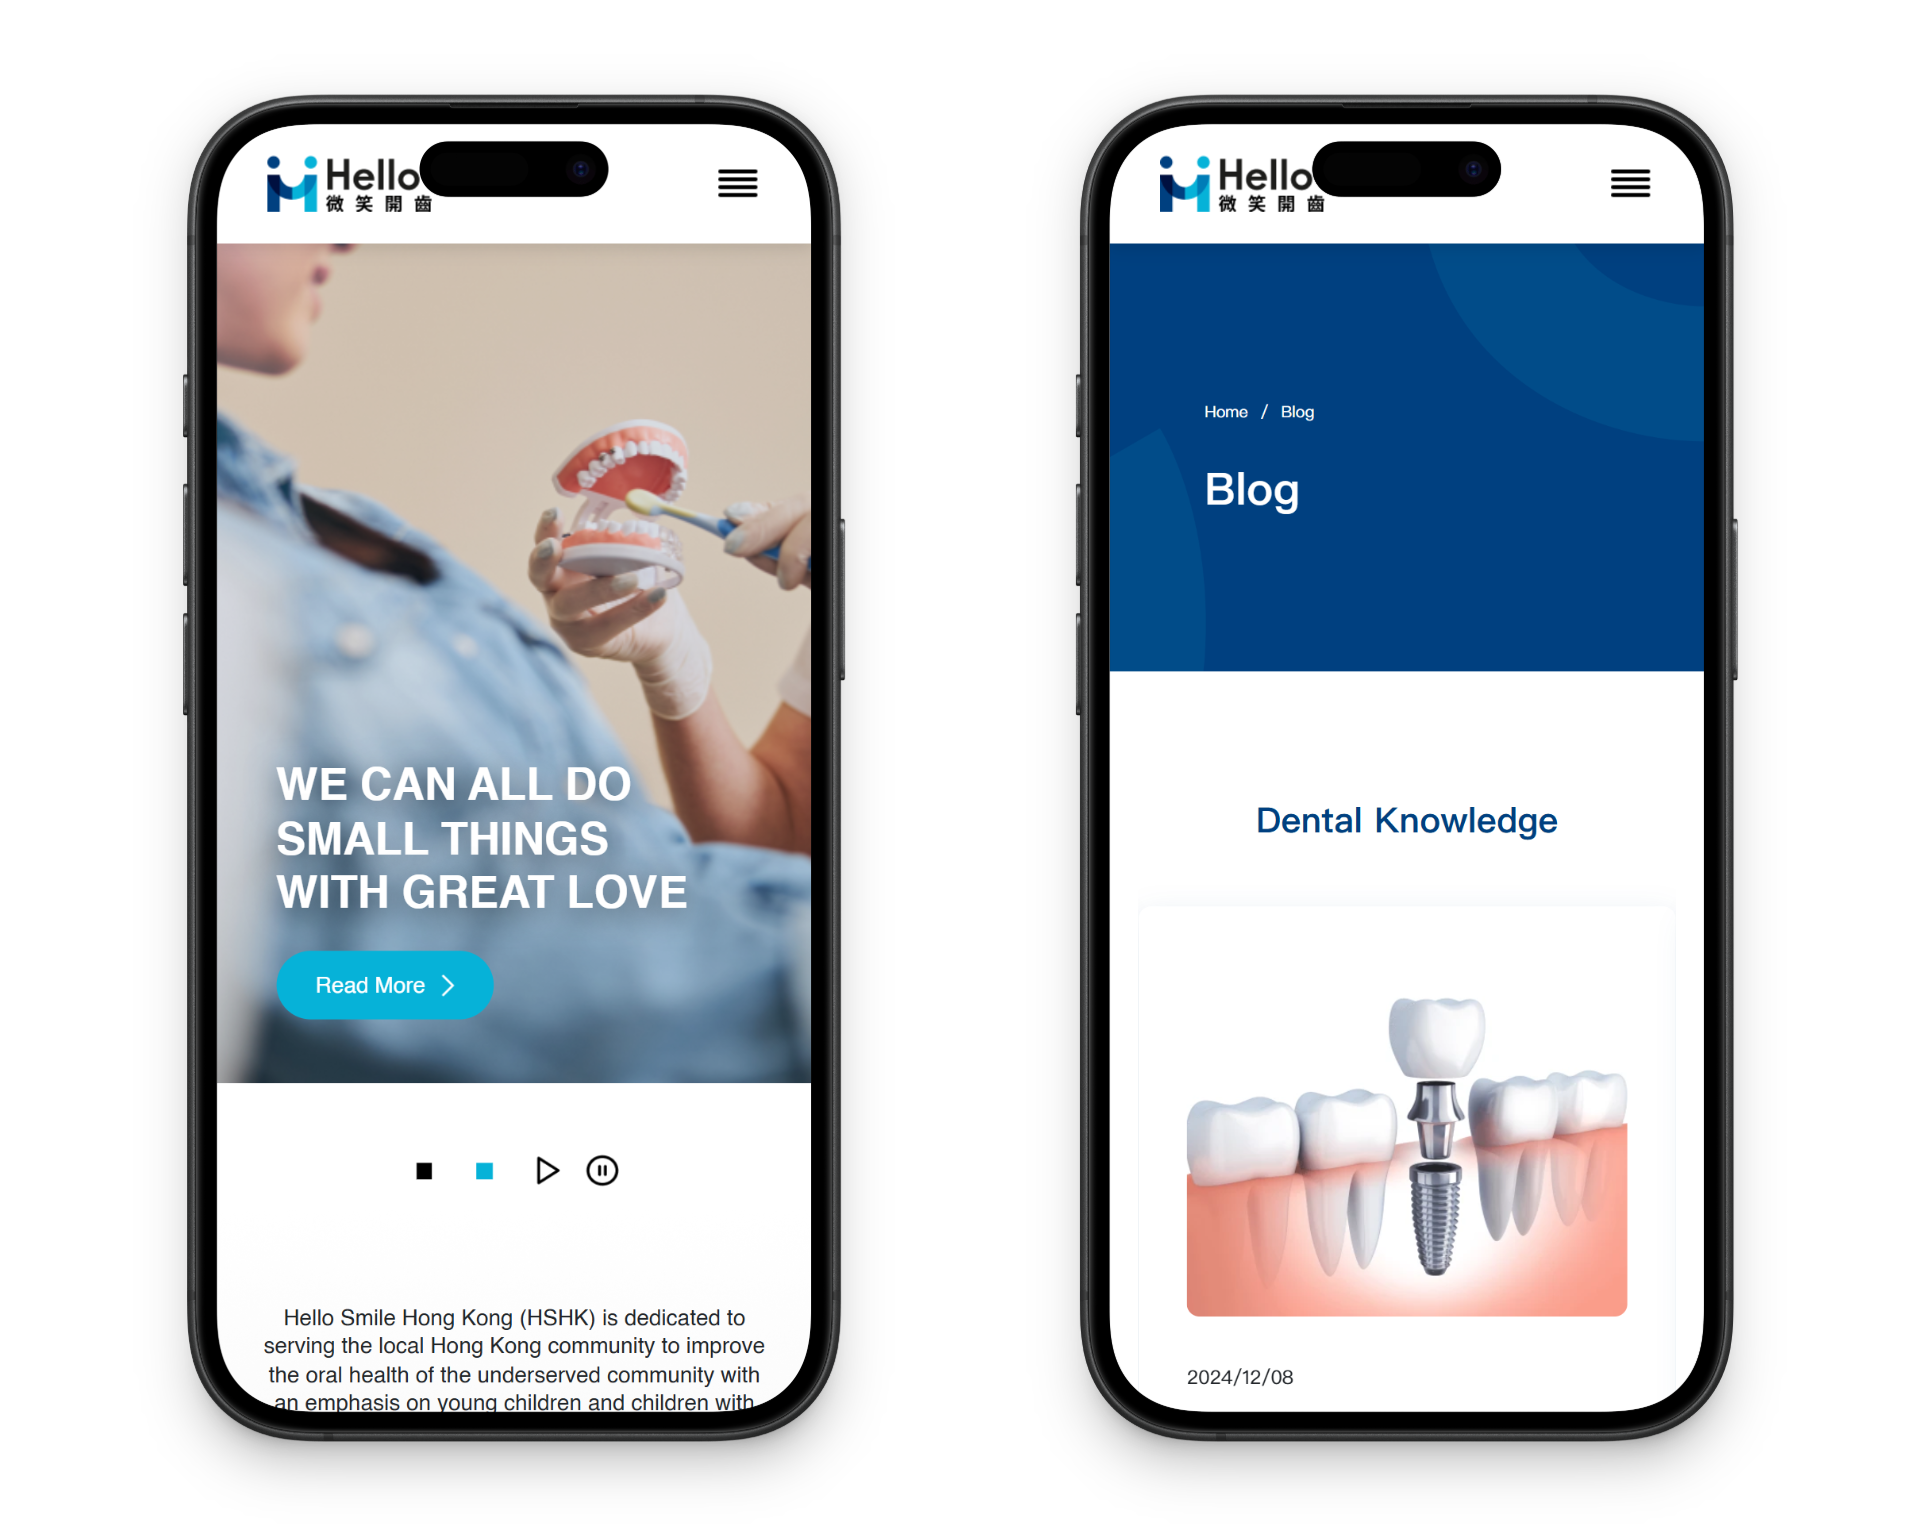 Hello
微笑開齒
WE CAN ALL DO
SMALL THINGS
WITH GREAT LOVE
Read More
Hello Smile Hong Kong (HSHK) is dedicated to
serving the local Hong Kong community to improve
the oral health of the underserved community with
an emphasis on young children and children with
Hello
微笑開齒
Home / Blog
Blog
Dental Knowledge
2024/12/08